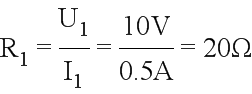 R₁ = U₁/I₁ = 10V/0.5A = 20Ω